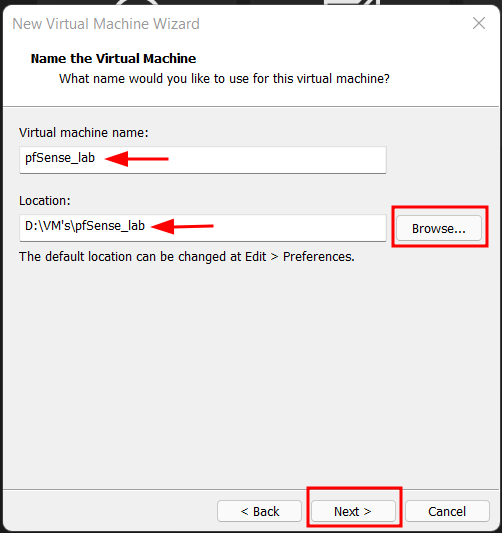 New Virtual Machine Wizard
Name the Virtual Machine
What name would you like to use for this virtual machine?
Virtual machine name:
pfSense_lab
Location:
D:\VM's\pfSense_lab
Browse...
The default location can be changed at Edit > Preferences.
< Back
Next >
Cancel